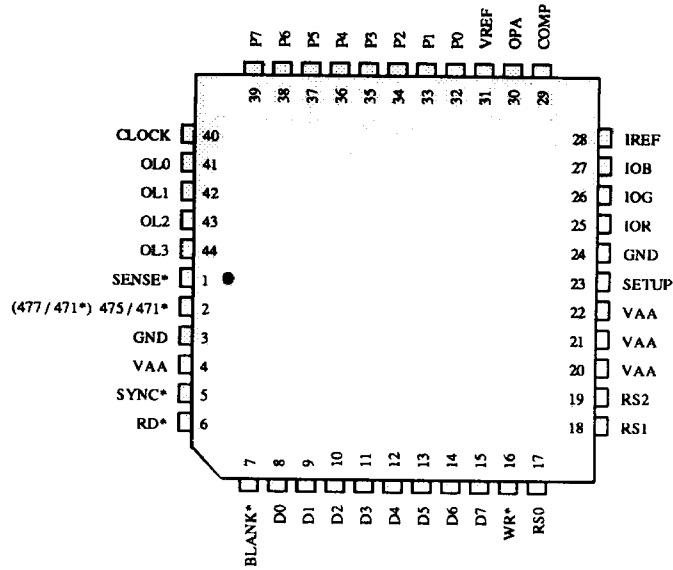 P7 P6 P5 P4 P3 P2 P1 P0 VREF OPA COMP
39 38 37 36 35 34 33 32 31 30 29
CLOCK 40
OL0 41
OL1 42
OL2 43
OL3 44
SENSE* 1
(477 / 471*) 475 / 471* 2
GND 3
VAA 4
SYNC* 5
RD* 6
28 IREF
27 IOB
26 IOG
25 IOR
24 GND
23 SETUP
22 VAA
21 VAA
20 VAA
19 RS2
18 RS1
7 8 9 10 11 12 13 14 15 16 17
BLANK* D0 D1 D2 D3 D4 D5 D6 D7 WR* RS0